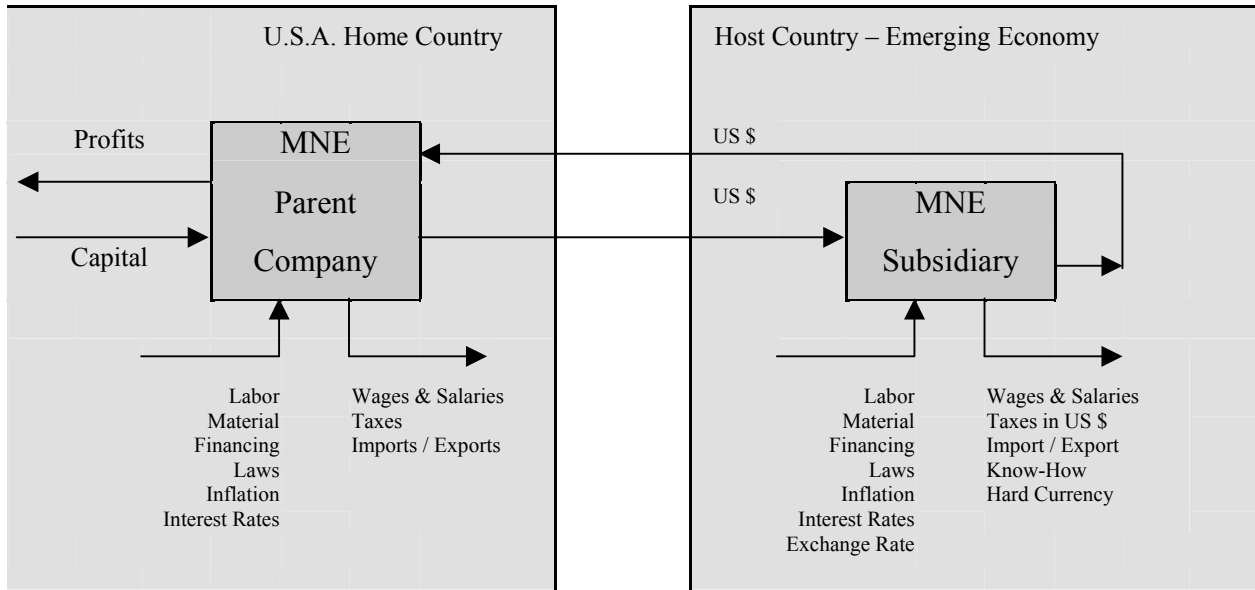 U.S.A. Home Country
Profits
Capital
MNE
Parent
Company
Labor
Material
Financing
Laws
Inflation
Interest Rates
Wages & Salaries
Taxes
Imports / Exports
Host Country – Emerging Economy
US $
US $
MNE
Subsidiary
Labor
Material
Financing
Laws
Inflation
Interest Rates
Exchange Rate
Wages & Salaries
Taxes in US $
Import / Export
Know-How
Hard Currency